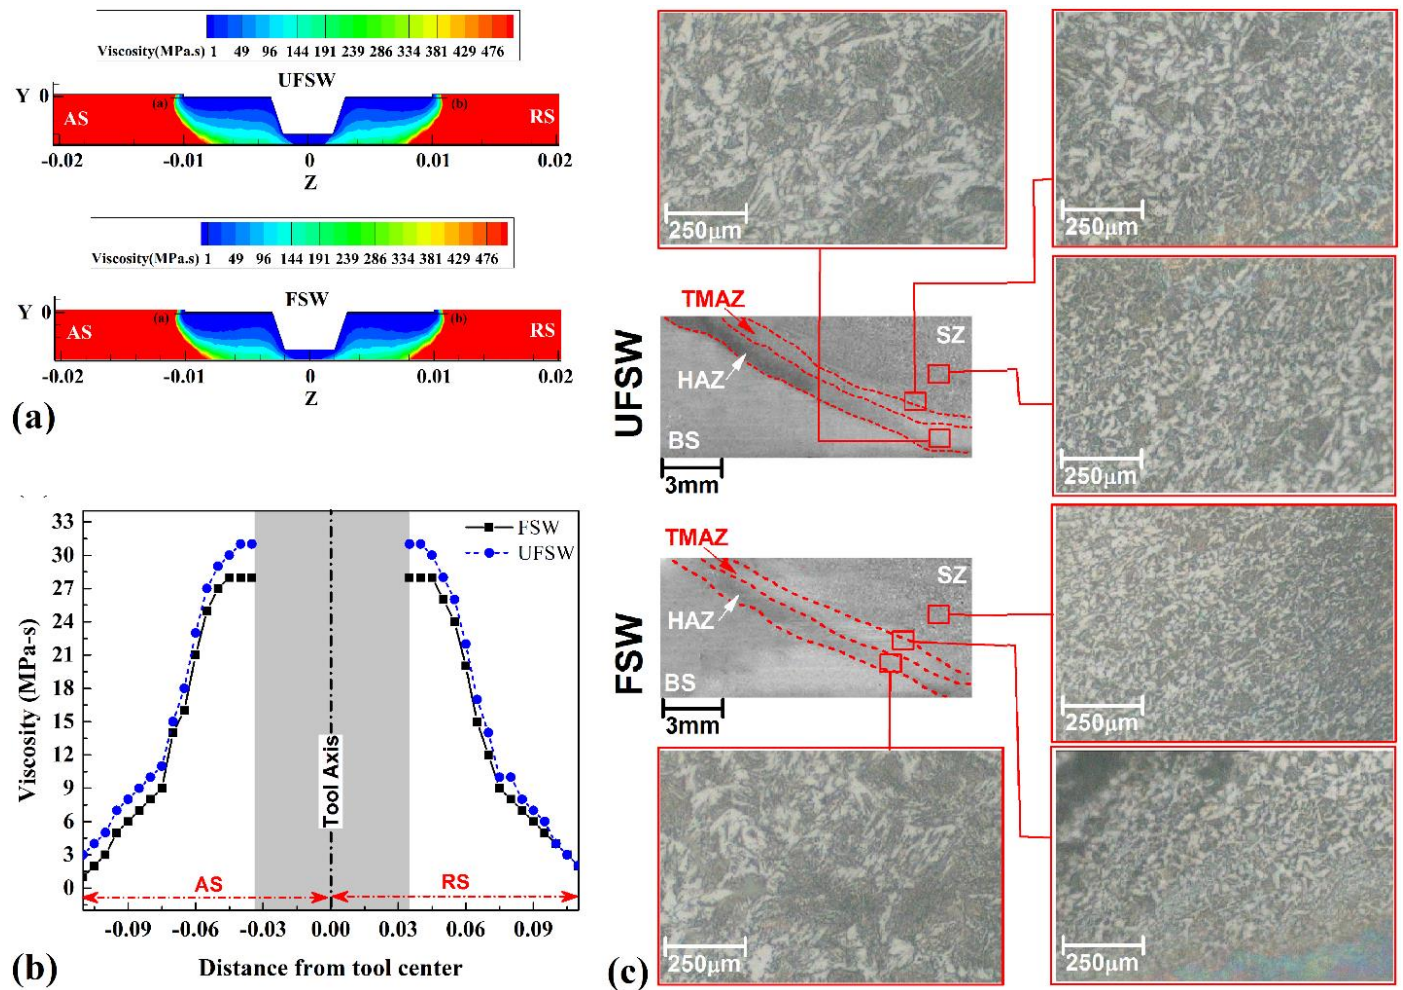 Viscosity(MPa.s) 1 49 96 144 191 239 286 334 381 429 476
UFSW
Y 0
(a) (b)
AS RS
-0.02 -0.01 0 0.01 0.02
Z
Viscosity(MPa.s) 1 49 96 144 191 239 286 334 381 429 476
FSW
Y 0
(a) (b)
AS RS
-0.02 -0.01 0 0.01 0.02
Z
(a)
33
30
27
24
21
18
15
12
9
6
3
0
Viscosity (MPa-s)
FSW
UFSW
Tool Axis
AS RS
-0.09 -0.06 -0.03 0.00 0.03 0.06 0.09
Distance from tool center
(b)
250µm
250µm
UFSW
TMAZ
SZ
HAZ
BS
3mm
250µm
FSW
TMAZ
SZ
HAZ
BS
3mm
250µm
250µm
250µm
(c)